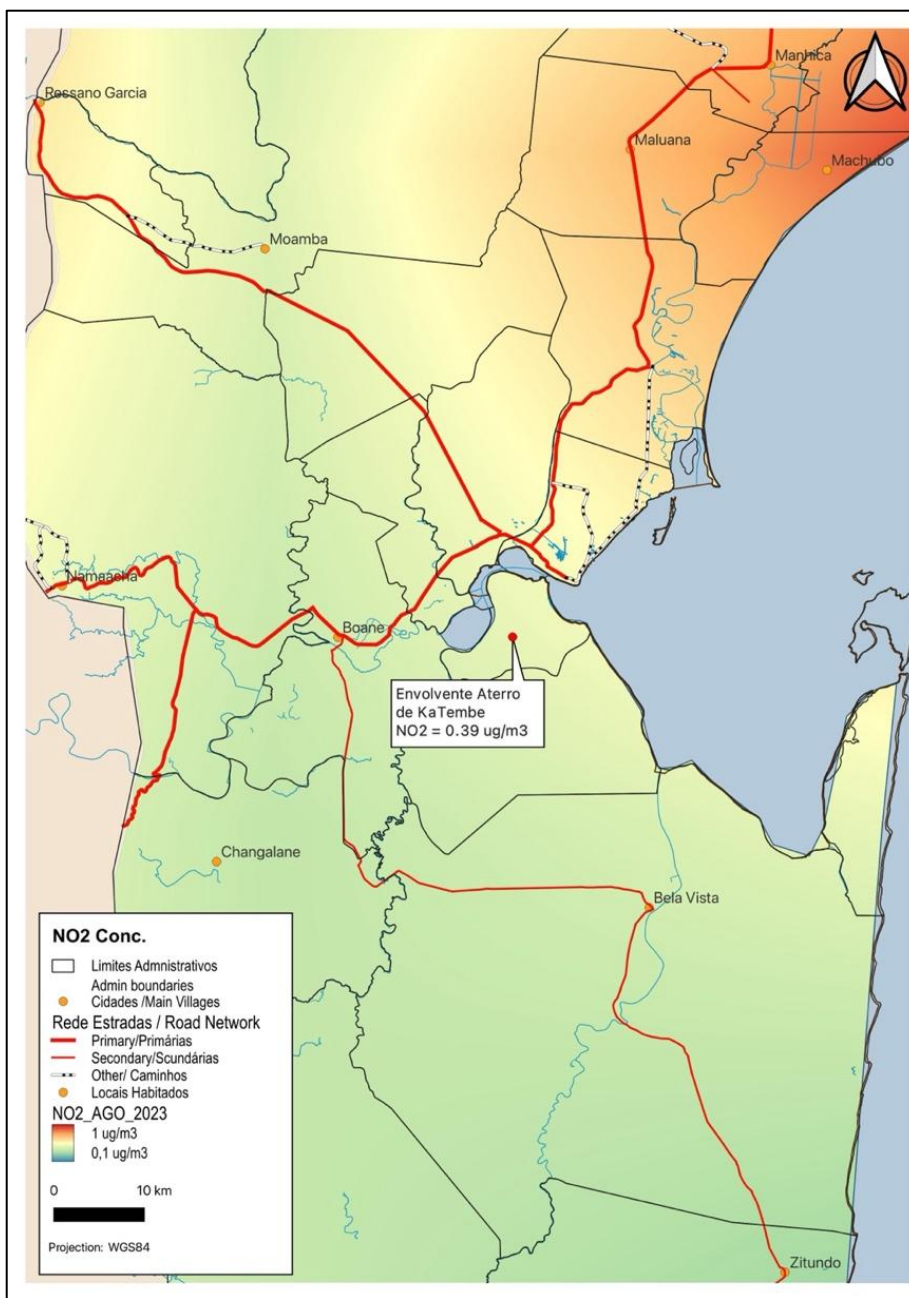 Manhica
Ressano Garcia
Maluana
Machubo
Moamba
Namaacha
Boane
Envolvente Aterro
de KaTembe
NO2 = 0.39 ug/m3
Changalane
Bela Vista
NO2 Conc.
Limites Admnistrativos
Admin boundaries
Cidades /Main Villages
Rede Estradas / Road Network
Primary/Primárias
Secondary/Scundárias
Other/ Caminhos
Locais Habitados
NO2_AGO_2023
1 ug/m3
0,1 ug/m3
0 10 km
Projection: WGS84
Zitundo